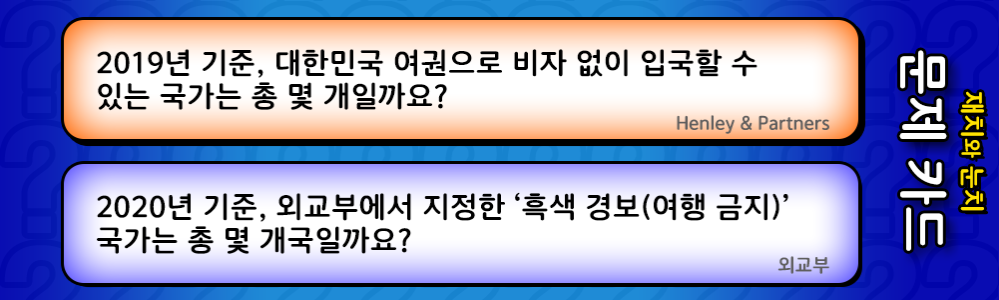 2019년 기준, 대한민국 여권으로 비자 없이 입국할 수
있는 국가는 총 몇 개일까요?
Henley & Partners
2020년 기준, 외교부에서 지정한 ‘흑색 경보(여행 금지)’
국가는 총 몇 개국일까요?
외교부
재치와 눈치
문제 카드